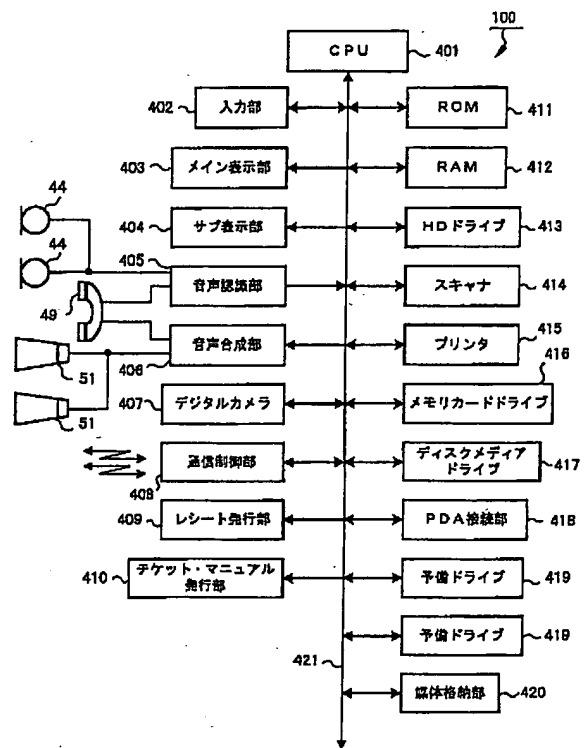 100
CPU
401
402
入力部
ROM
411
403
メイン表示部
RAM
412
44
404
サブ表示部
HDドライブ
413
44
405
音声認識部
スキャナ
414
49
音声合成部
406
プリンタ
415
51
416
407
デジタルカメラ
メモリカードドライブ
51
通信制御部
408
ディスクメディア
ドライブ
417
409
レシート発行部
PDA接続部
418
410
チケット・マニュアル
発行部
予備ドライブ
419
予備ドライブ
419
421
媒体格納部
420